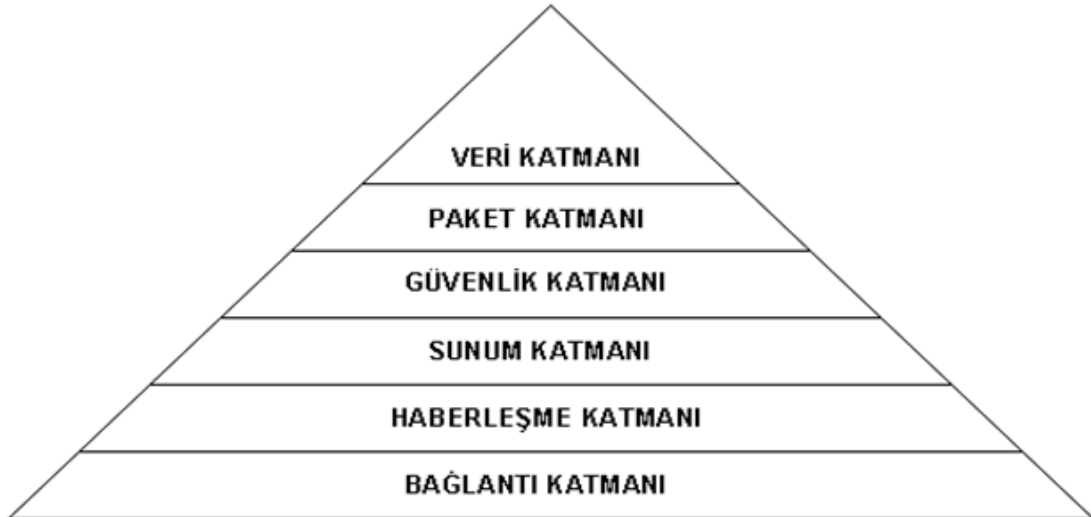 VERİ KATMANI
PAKET KATMANI
GÜVENLİK KATMANI
SUNUM KATMANI
HABERLEŞME KATMANI
BAĞLANTI KATMANI